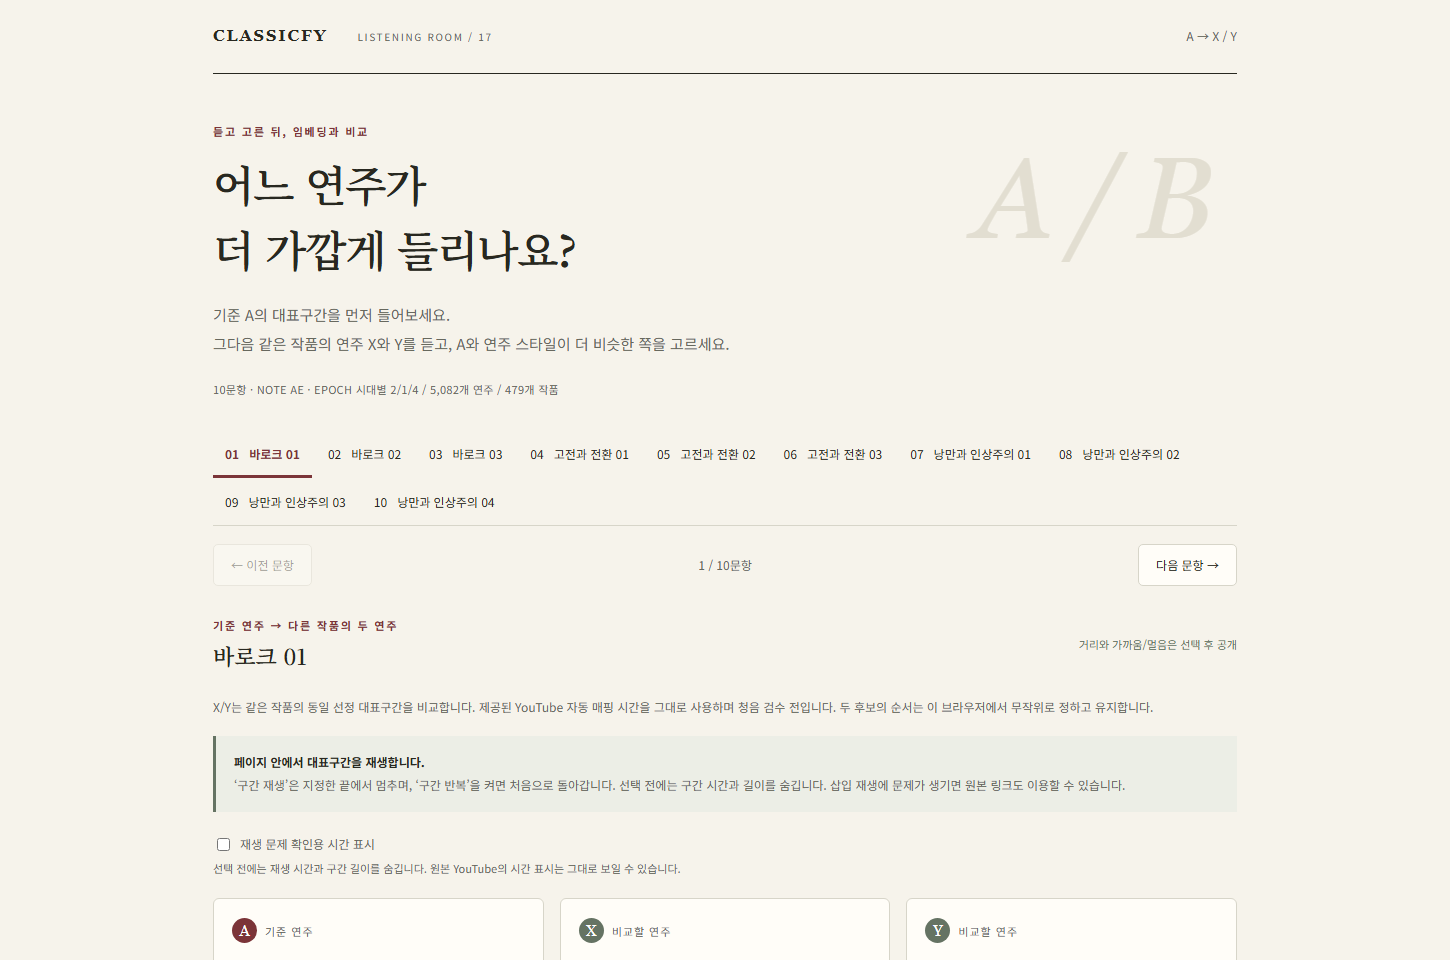 CLASSICFY LISTENING ROOM / 17 A → X / Y
듣고 고른 뒤, 임베딩과 비교
어느 연주가
더 가깝게 들리나요?
A / B
기준 A의 대표구간을 먼저 들어보세요.
그다음 같은 작품의 연주 X와 Y를 듣고, A와 연주 스타일이 더 비슷한 쪽을 고르세요.
10문항 · NOTE AE · EPOCH 시대별 2/1/4 / 5,082개 연주 / 479개 작품
01 바로크 01 02 바로크 02 03 바로크 03 04 고전과 전환 01 05 고전과 전환 02 06 고전과 전환 03 07 낭만과 인상주의 01 08 낭만과 인상주의 02
09 낭만과 인상주의 03 10 낭만과 인상주의 04
← 이전 문항 1 / 10문항 다음 문항 →
기준 연주 → 다른 작품의 두 연주
바로크 01
거리와 가까움/멀음은 선택 후 공개
X/Y는 같은 작품의 동일 선정 대표구간을 비교합니다. 제공된 YouTube 자동 매핑 시간을 그대로 사용하며 청음 검수 전입니다. 두 후보의 순서는 이 브라우저에서 무작위로 정하고 유지합니다.
페이지 안에서 대표구간을 재생합니다.
‘구간 재생’은 지정한 끝에서 멈추며, ‘구간 반복’을 켜면 처음으로 돌아갑니다. 선택 전에는 구간 시간과 길이를 숨깁니다. 삽입 재생에 문제가 생기면 원본 링크도 이용할 수 있습니다.
재생 문제 확인용 시간 표시
선택 전에는 재생 시간과 구간 길이를 숨깁니다. 원본 YouTube의 시간 표시는 그대로 보일 수 있습니다.
A 기준 연주 X 비교할 연주 Y 비교할 연주